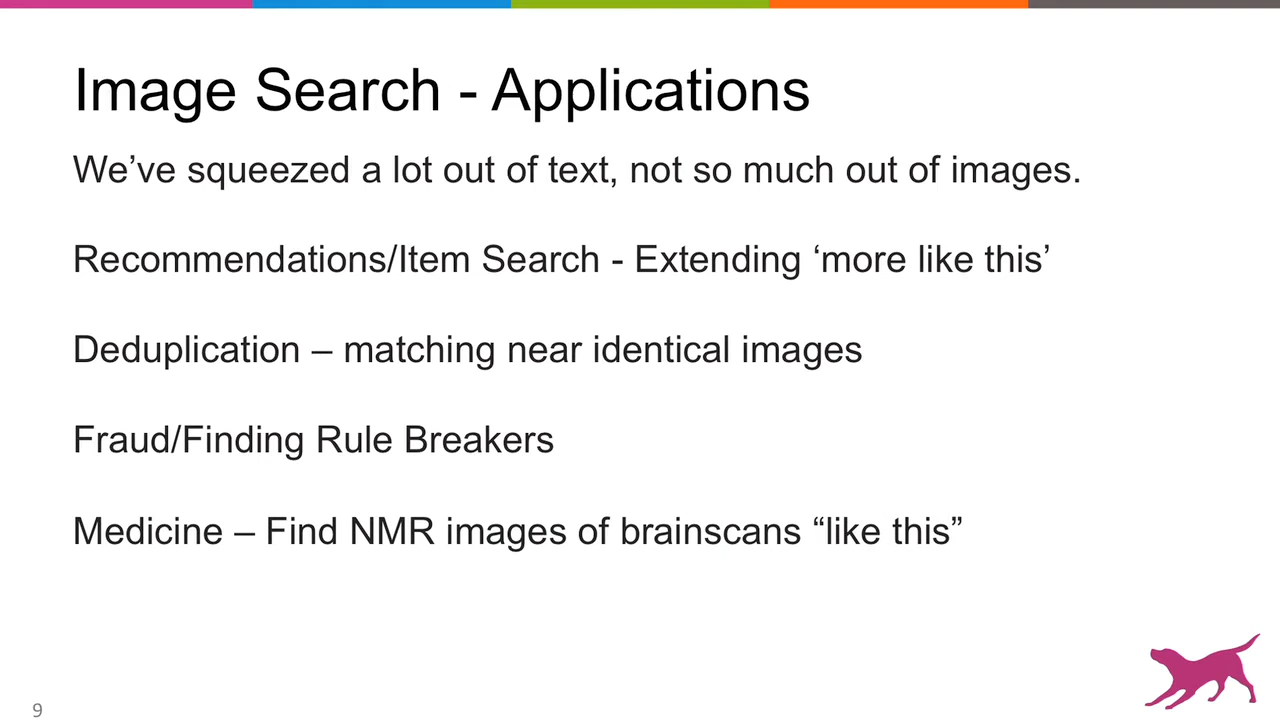 Image Search - Applications
We’ve squeezed a lot out of text, not so much out of images.
Recommendations/Item Search - Extending ‘more like this’
Deduplication – matching near identical images
Fraud/Finding Rule Breakers
Medicine – Find NMR images of brainscans “like this”
9